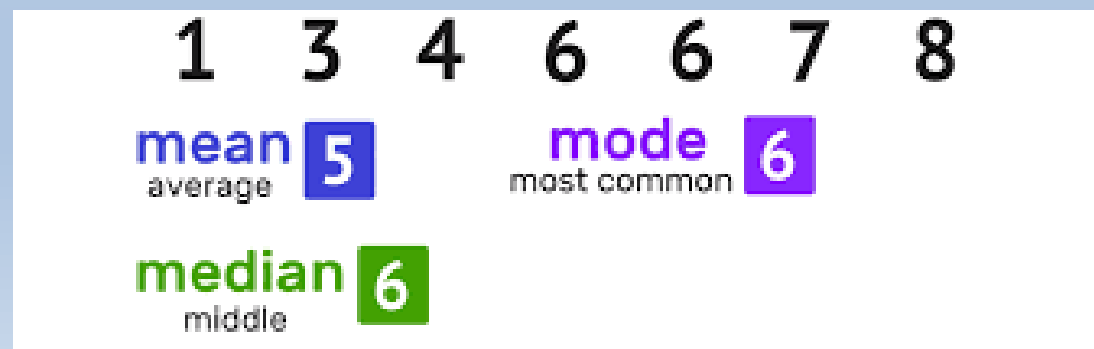 1 3 4 6 6 7 8
mean 5
average
mode 6
most common
median 6
middle